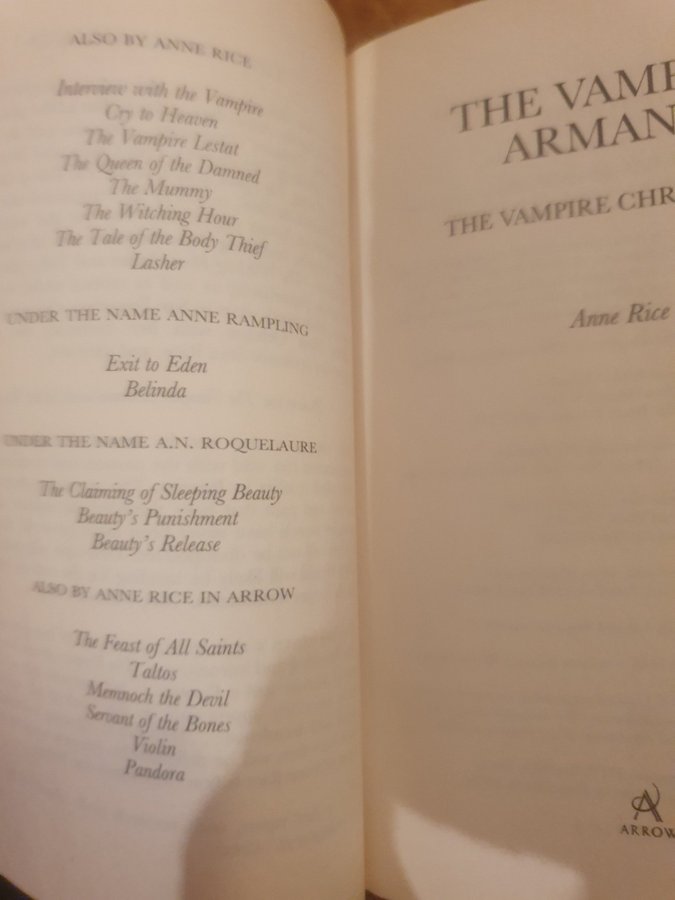 ALSO BY ANNE RICE
Interview with the Vampire
Cry to Heaven
The Vampire Lestat
The Queen of the Damned
The Mummy
The Witching Hour
The Tale of the Body Thief
Lasher
UNDER THE NAME ANNE RAMPLING
Exit to Eden
Belinda
UNDER THE NAME A.N. ROQUELAURE
The Claiming of Sleeping Beauty
Beauty's Punishment
Beauty's Release
ALSO BY ANNE RICE IN ARROW
The Feast of All Saints
Taltos
Memnoch the Devil
Servant of the Bones
Violin
Pandora
THE VAMP
ARMAN
THE VAMPIRE CHR
Anne Rice
ARROW